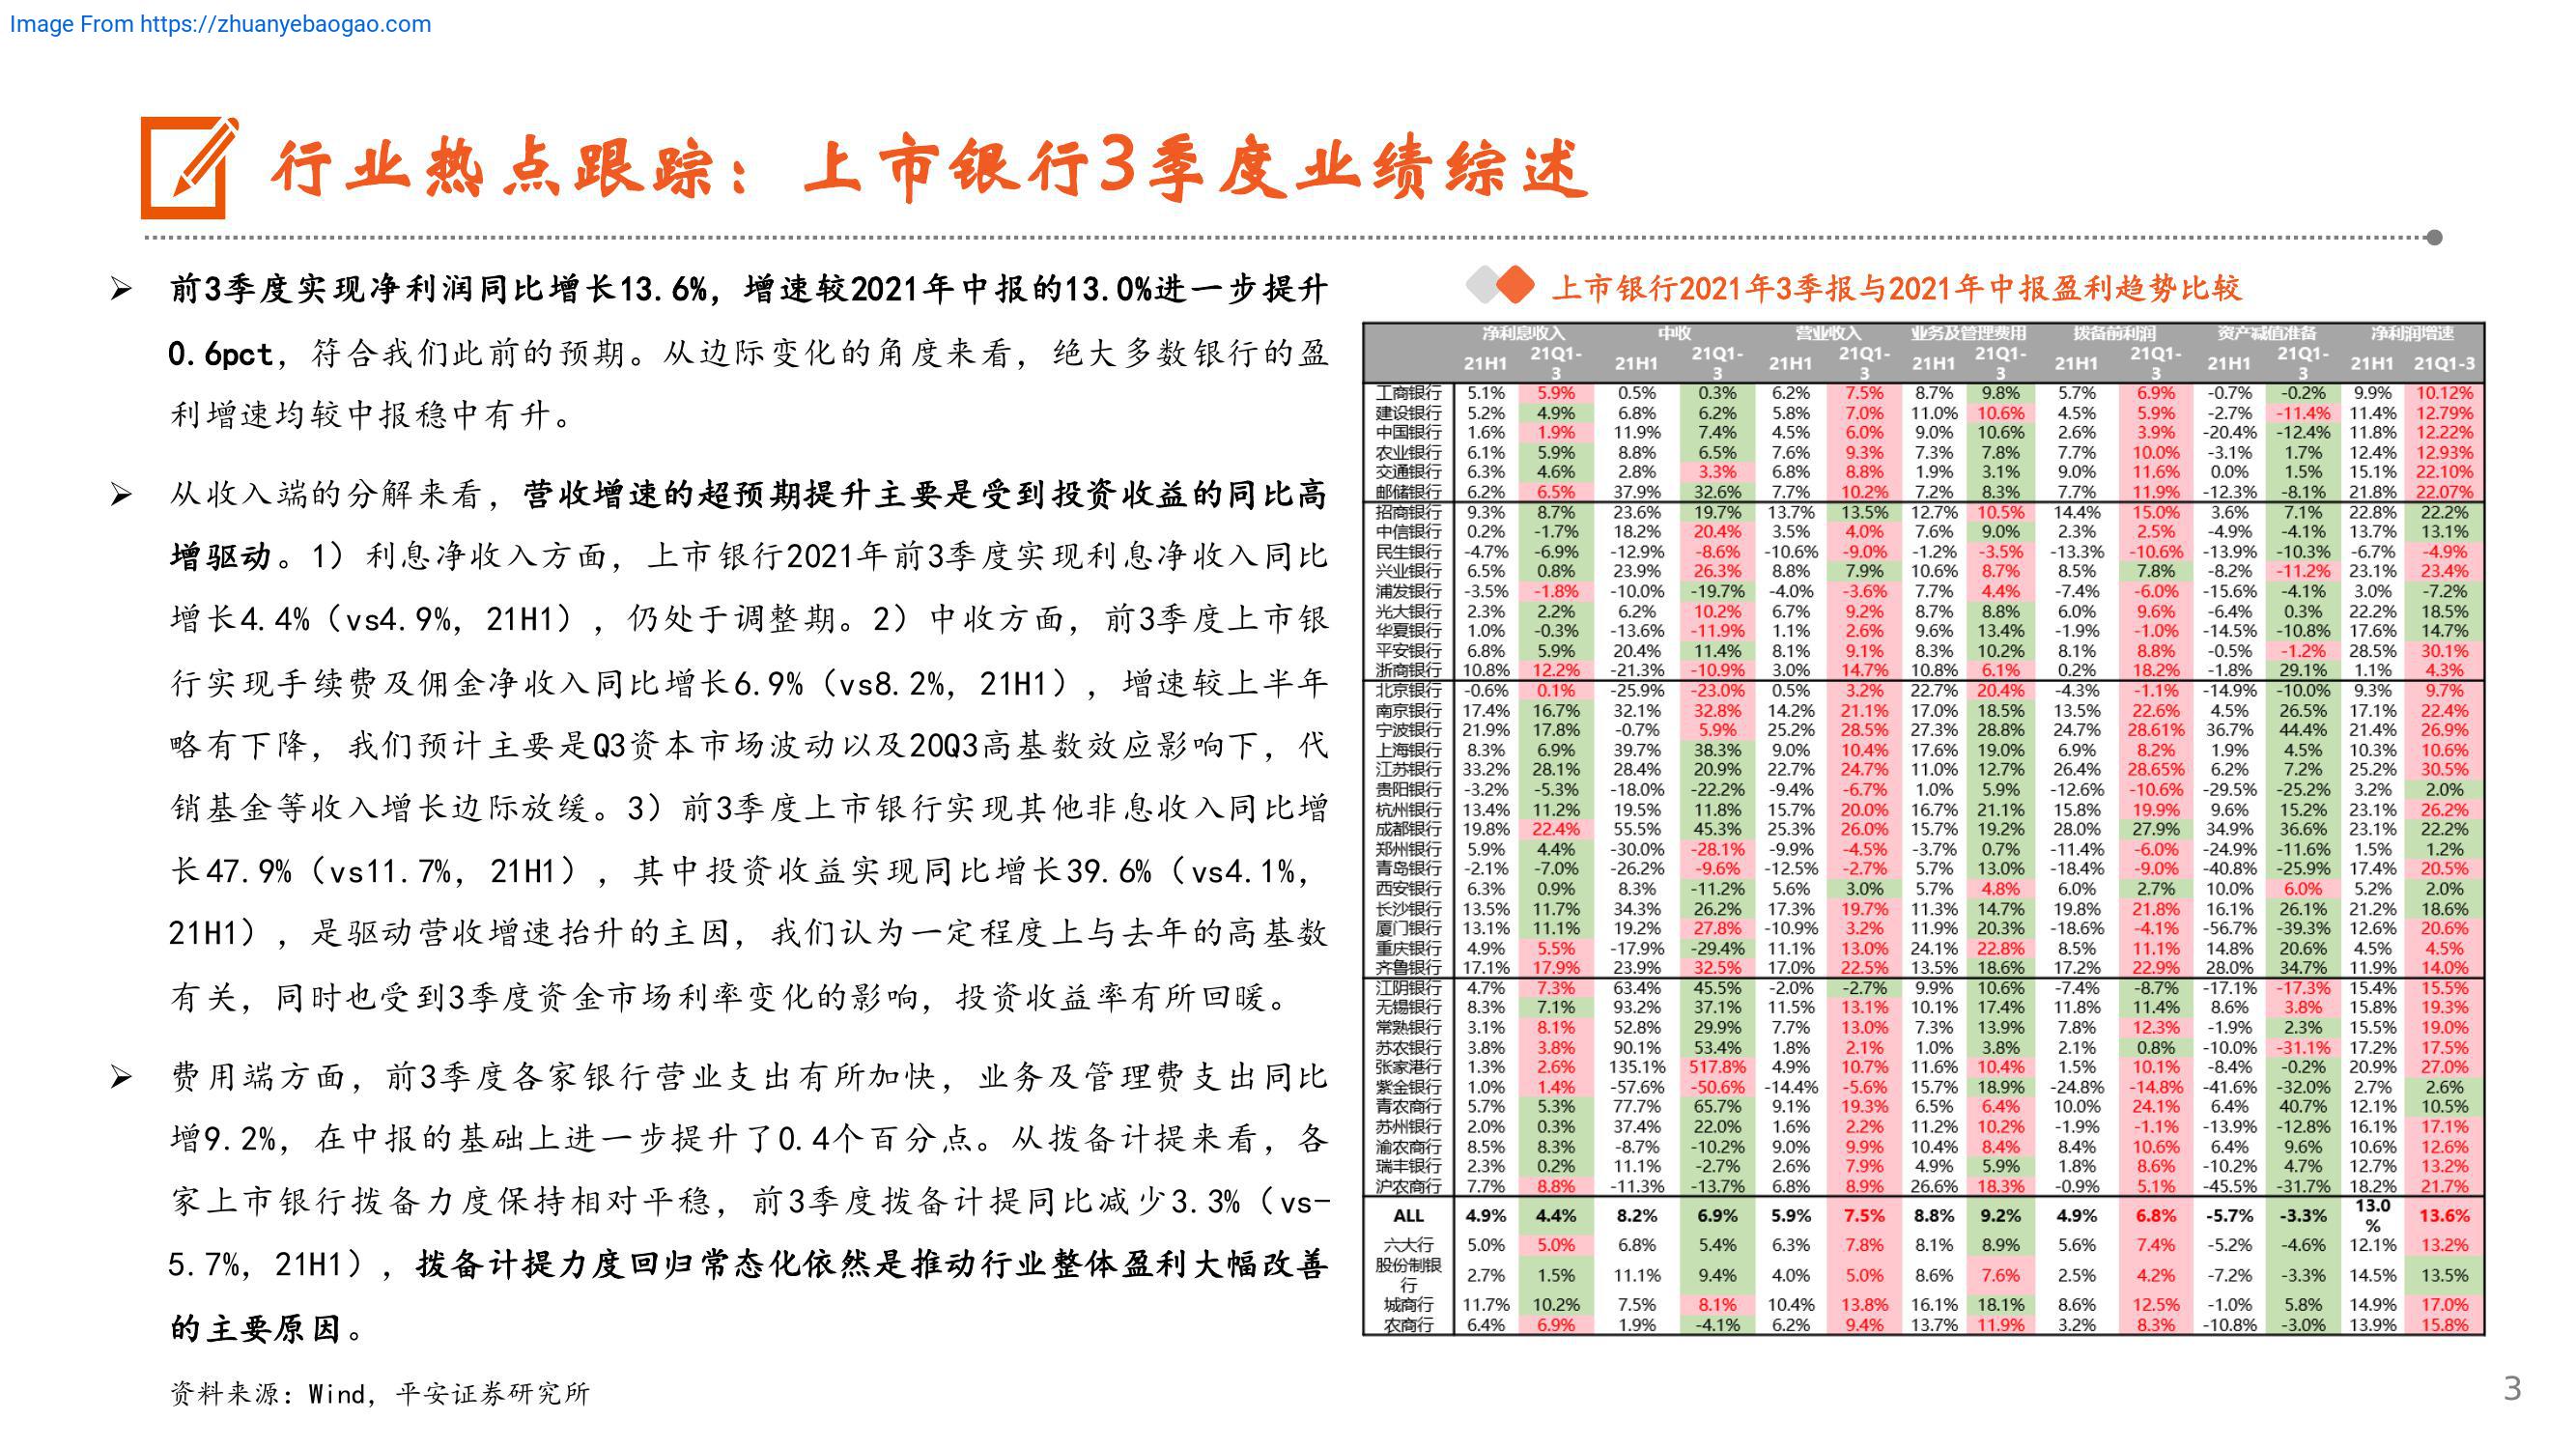 Image From https://zhuanyebaogao.com
行业热点跟踪：上市银行3季度业绩综述
前3季度实现净利润同比增长13.6%，增速较2021年中报的13.0%进一步提升
0.6pct，符合我们此前的预期。从边际变化的角度来看，绝大多数银行的盈
利增速均较中报稳中有升。
从收入端的分解来看，营收增速的超预期提升主要是受到投资收益的同比高
增驱动。1）利息净收入方面，上市银行2021年前3季度实现利息净收入同比
增长4.4%（vs4.9%，21H1），仍处于调整期。2）中收方面，前3季度上市银
行实现手续费及佣金净收入同比增长6.9%（vs8.2%，21H1），增速较上半年
略有下降，我们预计主要是Q3资本市场波动以及20Q3高基数效应影响下，代
销基金等收入增长边际放缓。3）前3季度上市银行实现其他非息收入同比增
长47.9%（vs11.7%，21H1），其中投资收益实现同比增长39.6%（vs4.1%，
21H1），是驱动营收增速抬升的主因，我们认为一定程度上与去年的高基数
有关，同时也受到3季度资金市场利率变化的影响，投资收益率有所回暖。
费用端方面，前3季度各家银行营业支出有所加快，业务及管理费支出同比
增9.2%，在中报的基础上进一步提升了0.4个百分点。从拨备计提来看，各
家上市银行拨备力度保持相对平稳，前3季度拨备计提同比减少3.3%（vs-
5.7%，21H1），拨备计提力度回归常态化依然是推动行业整体盈利大幅改善
的主要原因。
资料来源：Wind，平安证券研究所
上市银行2021年3季报与2021年中报盈利趋势比较
净利息收入 中收 营业收入 业务及管理费用 拨备前利润 资产减值准备 净利润增速
21H1 21Q1-3 21H1 21Q1-3 21H1 21Q1-3 21H1 21Q1-3 21H1 21Q1-3 21H1 21Q1-3 21H1 21Q1-3
工商银行 5.1% 5.9% 0.5% 0.3% 6.2% 7.5% 8.7% 9.8% 5.7% 6.9% -0.7% -0.2% 9.9% 10.12%
建设银行 5.2% 4.9% 6.8% 6.2% 5.8% 7.0% 11.0% 10.6% 4.5% 5.9% -2.7% -11.4% 11.4% 12.79%
中国银行 1.6% 1.9% 11.9% 7.4% 4.5% 6.0% 9.0% 10.6% 2.6% 3.9% -20.4% -12.4% 11.8% 12.22%
农业银行 6.1% 5.9% 8.8% 6.5% 7.6% 9.3% 7.3% 7.8% 7.7% 10.0% -3.1% 1.7% 12.4% 12.93%
交通银行 6.3% 4.6% 2.8% 3.3% 6.8% 8.8% 1.9% 3.1% 9.0% 11.6% 0.0% 1.5% 15.1% 22.10%
邮储银行 6.2% 6.5% 37.9% 32.6% 7.7% 10.2% 7.2% 8.3% 7.7% 11.9% -12.3% -8.1% 21.8% 22.07%
招商银行 9.3% 8.7% 23.6% 19.7% 13.7% 13.5% 12.7% 10.5% 14.4% 15.0% 3.6% 7.1% 22.8% 22.2%
中信银行 0.2% -1.7% 18.2% 20.4% 3.5% 4.0% 7.6% 9.0% 2.3% 2.5% -4.9% -4.1% 13.7% 13.1%
民生银行 -4.7% -6.9% -12.9% -8.6% -10.6% -9.0% -1.2% -3.5% -13.3% -10.6% -13.9% -10.3% -6.7% -4.9%
兴业银行 6.5% 0.8% 23.9% 26.3% 8.8% 7.9% 10.6% 8.7% 8.5% 7.8% -8.2% -11.2% 23.1% 23.4%
浦发银行 -3.5% -1.8% -10.0% -19.7% -4.0% -3.6% 7.7% 4.4% -7.4% -6.0% -15.6% -4.1% 3.0% -7.2%
光大银行 2.3% 2.2% 6.2% 10.2% 6.7% 9.2% 8.7% 8.8% 6.0% 9.6% -6.4% 0.3% 22.2% 18.5%
华夏银行 1.0% -0.3% -13.6% -11.9% 1.1% 2.6% 9.6% 13.4% -1.9% -1.0% -14.5% -10.8% 17.6% 14.7%
平安银行 6.8% 5.9% 20.4% 11.4% 8.1% 9.1% 8.3% 10.2% 8.1% 8.8% -0.5% -1.2% 28.5% 30.1%
浙商银行 10.8% 12.2% -21.3% -10.9% 3.0% 14.7% 10.8% 6.1% 0.2% 18.2% -1.8% 29.1% 1.1% 4.3%
北京银行 -0.6% 0.1% -25.9% -23.0% 0.5% 3.2% 22.7% 20.4% -4.3% -1.1% -14.9% -10.0% 9.3% 9.7%
南京银行 17.4% 16.7% 32.1% 32.8% 14.2% 21.1% 17.0% 18.5% 13.5% 22.6% 4.5% 26.5% 17.1% 22.4%
宁波银行 21.9% 17.8% -0.7% 5.9% 25.2% 28.5% 27.3% 28.8% 24.7% 28.61% 36.7% 44.4% 21.4% 26.9%
上海银行 8.3% 6.9% 39.7% 38.3% 9.0% 10.4% 17.6% 19.0% 6.9% 8.2% 1.9% 4.5% 10.3% 10.6%
江苏银行 33.2% 28.1% 28.4% 20.9% 22.7% 24.7% 11.0% 12.7% 26.4% 28.65% 6.2% 7.2% 25.2% 30.5%
贵阳银行 -3.2% -5.3% -18.0% -22.2% -9.4% -6.7% 1.0% 5.9% -12.6% -10.6% -29.5% -25.2% 3.2% 2.0%
杭州银行 13.4% 11.2% 19.5% 11.8% 15.7% 20.0% 16.7% 21.1% 15.8% 19.9% 9.6% 15.2% 23.1% 26.2%
成都银行 19.8% 22.4% 55.5% 45.3% 25.3% 26.0% 15.7% 19.2% 28.0% 27.9% 34.9% 36.6% 23.1% 22.2%
郑州银行 5.9% 4.4% -30.0% -28.1% -9.9% -4.5% -3.7% 0.7% -11.4% -6.0% -24.9% -11.6% 1.5% 1.2%
青岛银行 -2.1% -7.0% -26.2% -9.6% -12.5% -2.7% 5.7% 13.0% -18.4% -9.0% -40.8% -25.9% 17.4% 20.5%
西安银行 6.3% 0.9% 8.3% -11.2% 5.6% 3.0% 5.7% 4.8% 6.0% 2.7% 10.0% 6.0% 5.2% 2.0%
长沙银行 13.5% 11.7% 34.3% 26.2% 17.3% 19.7% 11.3% 14.7% 19.8% 21.8% 16.1% 26.1% 21.2% 18.6%
厦门银行 13.1% 11.1% 19.2% 27.8% -10.9% 3.2% 11.9% 20.3% -18.6% -4.1% -56.7% -39.3% 12.6% 20.6%
重庆银行 4.9% 5.5% -17.9% -29.4% 11.1% 13.0% 24.1% 22.8% 8.5% 11.1% 14.8% 20.6% 4.5% 4.5%
齐鲁银行 17.1% 17.9% 23.9% 32.5% 17.0% 22.5% 13.5% 18.6% 17.2% 22.9% 28.0% 34.7% 11.9% 14.0%
江阴银行 4.7% 7.3% 63.4% 45.5% -2.0% -2.7% 9.9% 10.6% -7.4% -8.7% -17.1% -17.3% 15.4% 15.5%
无锡银行 8.3% 7.1% 93.2% 37.1% 11.5% 13.1% 10.1% 17.4% 11.8% 11.4% 8.6% 3.8% 15.8% 19.3%
常熟银行 3.1% 8.1% 52.8% 29.9% 7.7% 13.0% 7.3% 13.9% 7.8% 12.3% -1.9% 2.3% 15.5% 19.0%
苏农银行 3.8% 3.8% 90.1% 53.4% 1.8% 2.1% 1.0% 3.8% 2.1% 0.8% -10.0% -31.1% 17.2% 17.5%
张家港行 1.3% 2.6% 135.1% 517.8% 4.9% 10.7% 11.6% 10.4% 1.5% 10.1% -8.4% -0.2% 20.9% 27.0%
紫金银行 1.0% 1.4% -57.6% -50.6% -14.4% -5.6% 15.7% 18.9% -24.8% -14.8% -41.6% -32.0% 2.7% 2.6%
青农商行 5.7% 5.3% 77.7% 65.7% 9.1% 19.3% 6.5% 6.4% 10.0% 24.1% 6.4% 40.7% 12.1% 10.5%
苏州银行 2.0% 0.3% 37.4% 22.0% 1.6% 2.2% 11.2% 10.2% -1.9% -1.1% -13.9% -12.8% 16.1% 17.1%
渝农商行 8.5% 8.3% -8.7% -10.2% 9.0% 9.9% 10.4% 8.4% 8.4% 10.6% 6.4% 9.6% 10.6% 12.6%
瑞丰银行 2.3% 0.2% 11.1% -2.7% 2.6% 7.9% 4.9% 5.9% 1.8% 8.6% -10.2% 4.7% 12.7% 13.2%
沪农商行 7.7% 8.8% -11.3% -13.7% 6.8% 8.9% 26.6% 18.3% -0.9% 5.1% -45.5% -31.7% 18.2% 21.7%
ALL 4.9% 4.4% 8.2% 6.9% 5.9% 7.5% 8.8% 9.2% 4.9% 6.8% -5.7% -3.3% 13.0% 13.6%
六大行 5.0% 5.0% 6.8% 5.4% 6.3% 7.8% 8.1% 8.9% 5.6% 7.4% -5.2% -4.6% 12.1% 13.2%
股份制银行 2.7% 1.5% 11.1% 9.4% 4.0% 5.0% 8.6% 7.6% 2.5% 4.2% -7.2% -3.3% 14.5% 13.5%
城商行 11.7% 10.2% 7.5% 8.1% 10.4% 13.8% 16.1% 18.1% 8.6% 12.5% -1.0% 5.8% 14.9% 17.0%
农商行 6.4% 6.9% 1.9% -4.1% 6.2% 9.4% 13.7% 11.9% 3.2% 8.3% -10.8% -3.0% 13.9% 15.8%
3